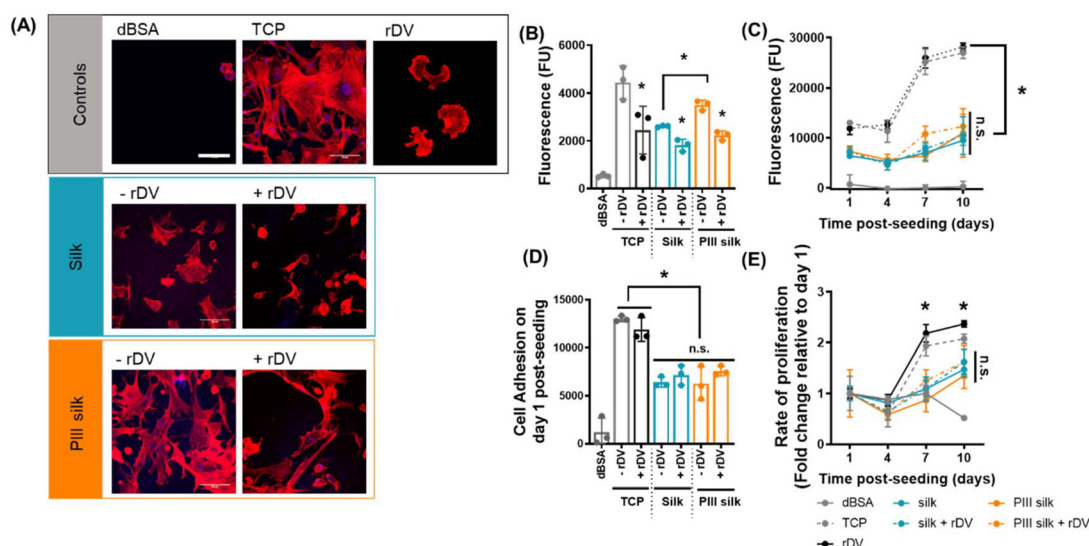 (A)
Controls
dBSA
TCP
rDV
Silk
- rDV
+ rDV
PIII silk
- rDV
+ rDV
(B)
Fluorescence (FU)
6000
4000
2000
0
*
*
*
*
dBSA
- rDV
+ rDV
- rDV
+ rDV
- rDV
+ rDV
TCP
Silk
PIII silk
(C)
Fluorescence (FU)
30000
20000
10000
0
n.s.
*
1
4
7
10
Time post-seeding (days)
(D)
Cell Adhesion on
day 1 post-seeding
15000
10000
5000
0
*
n.s.
dBSA
- rDV
+ rDV
- rDV
+ rDV
- rDV
+ rDV
TCP
Silk
PIII silk
(E)
Rate of proliferation
(Fold change relative to day 1)
3
2
1
0
*
*
n.s.
1
4
7
10
Time post-seeding (days)
dBSA
silk
PIII silk
TCP
silk + rDV
PIII silk + rDV
rDV